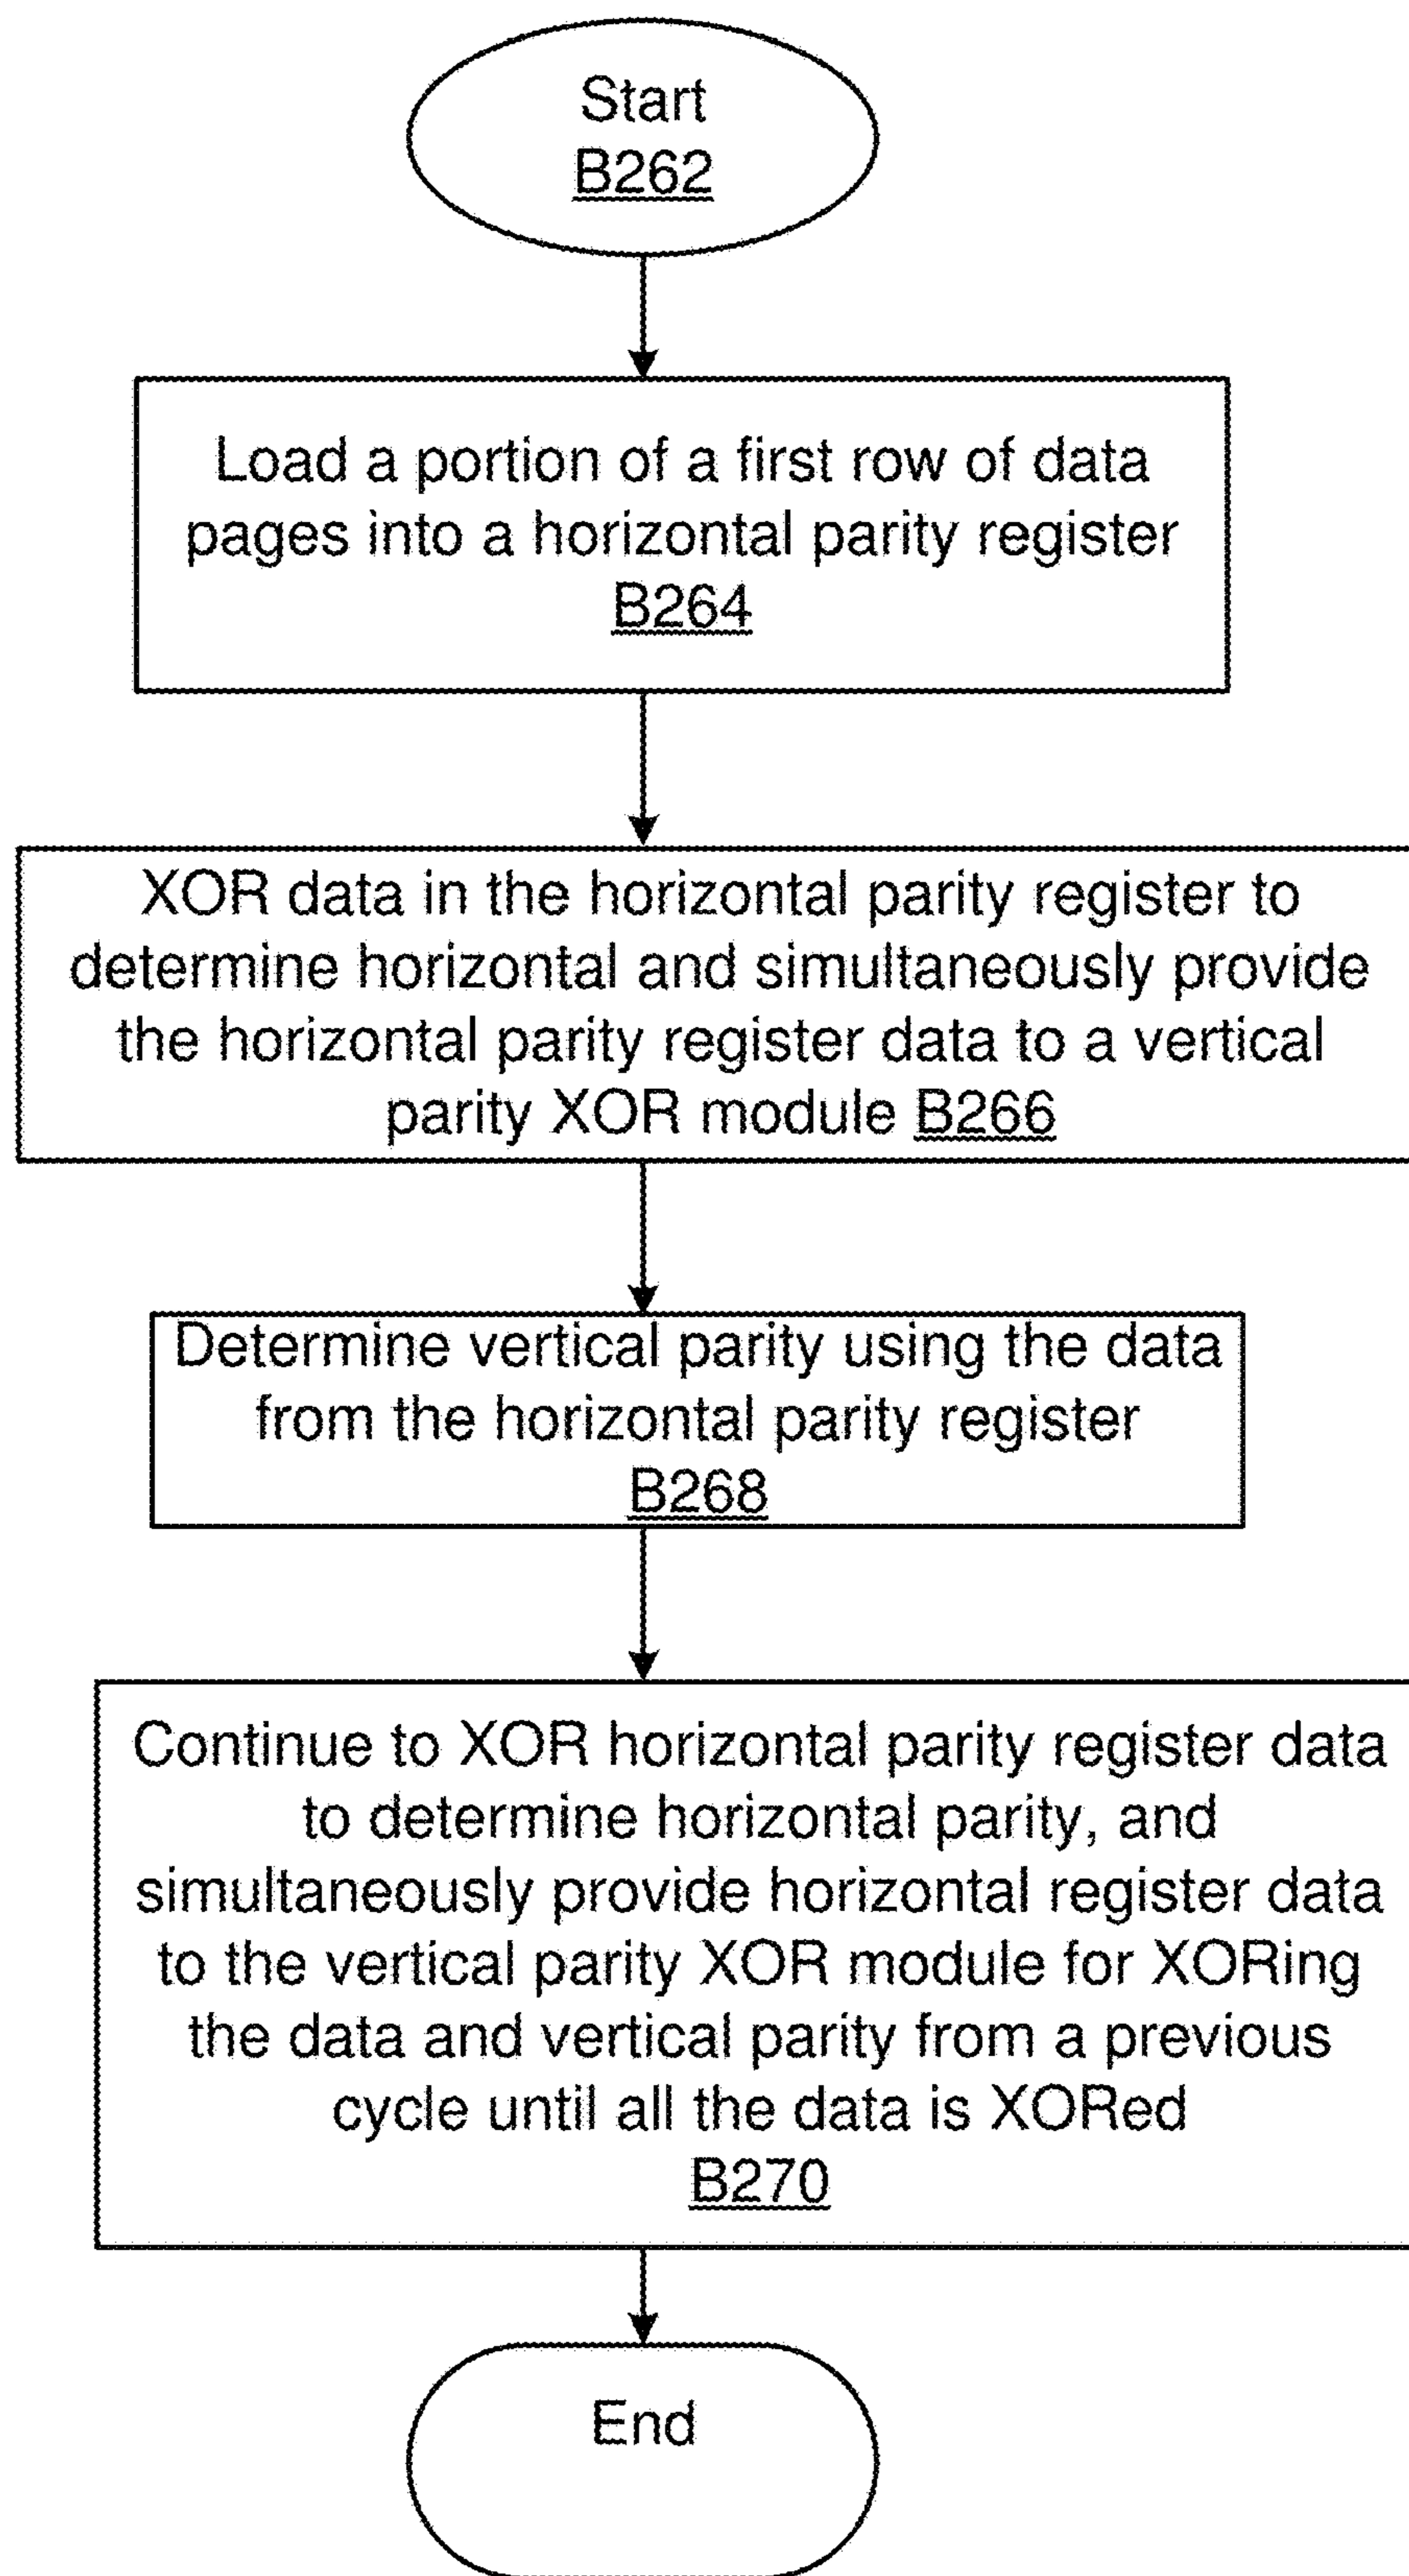 Start
B262
Load a portion of a first row of data
pages into a horizontal parity register
B264
XOR data in the horizontal parity register to
determine horizontal and simultaneously provide
the horizontal parity register data to a vertical
parity XOR module B266
Determine vertical parity using the data
from the horizontal parity register
B268
Continue to XOR horizontal parity register data
to determine horizontal parity, and
simultaneously provide horizontal register data
to the vertical parity XOR module for XORing
the data and vertical parity from a previous
cycle until all the data is XORed
B270
End